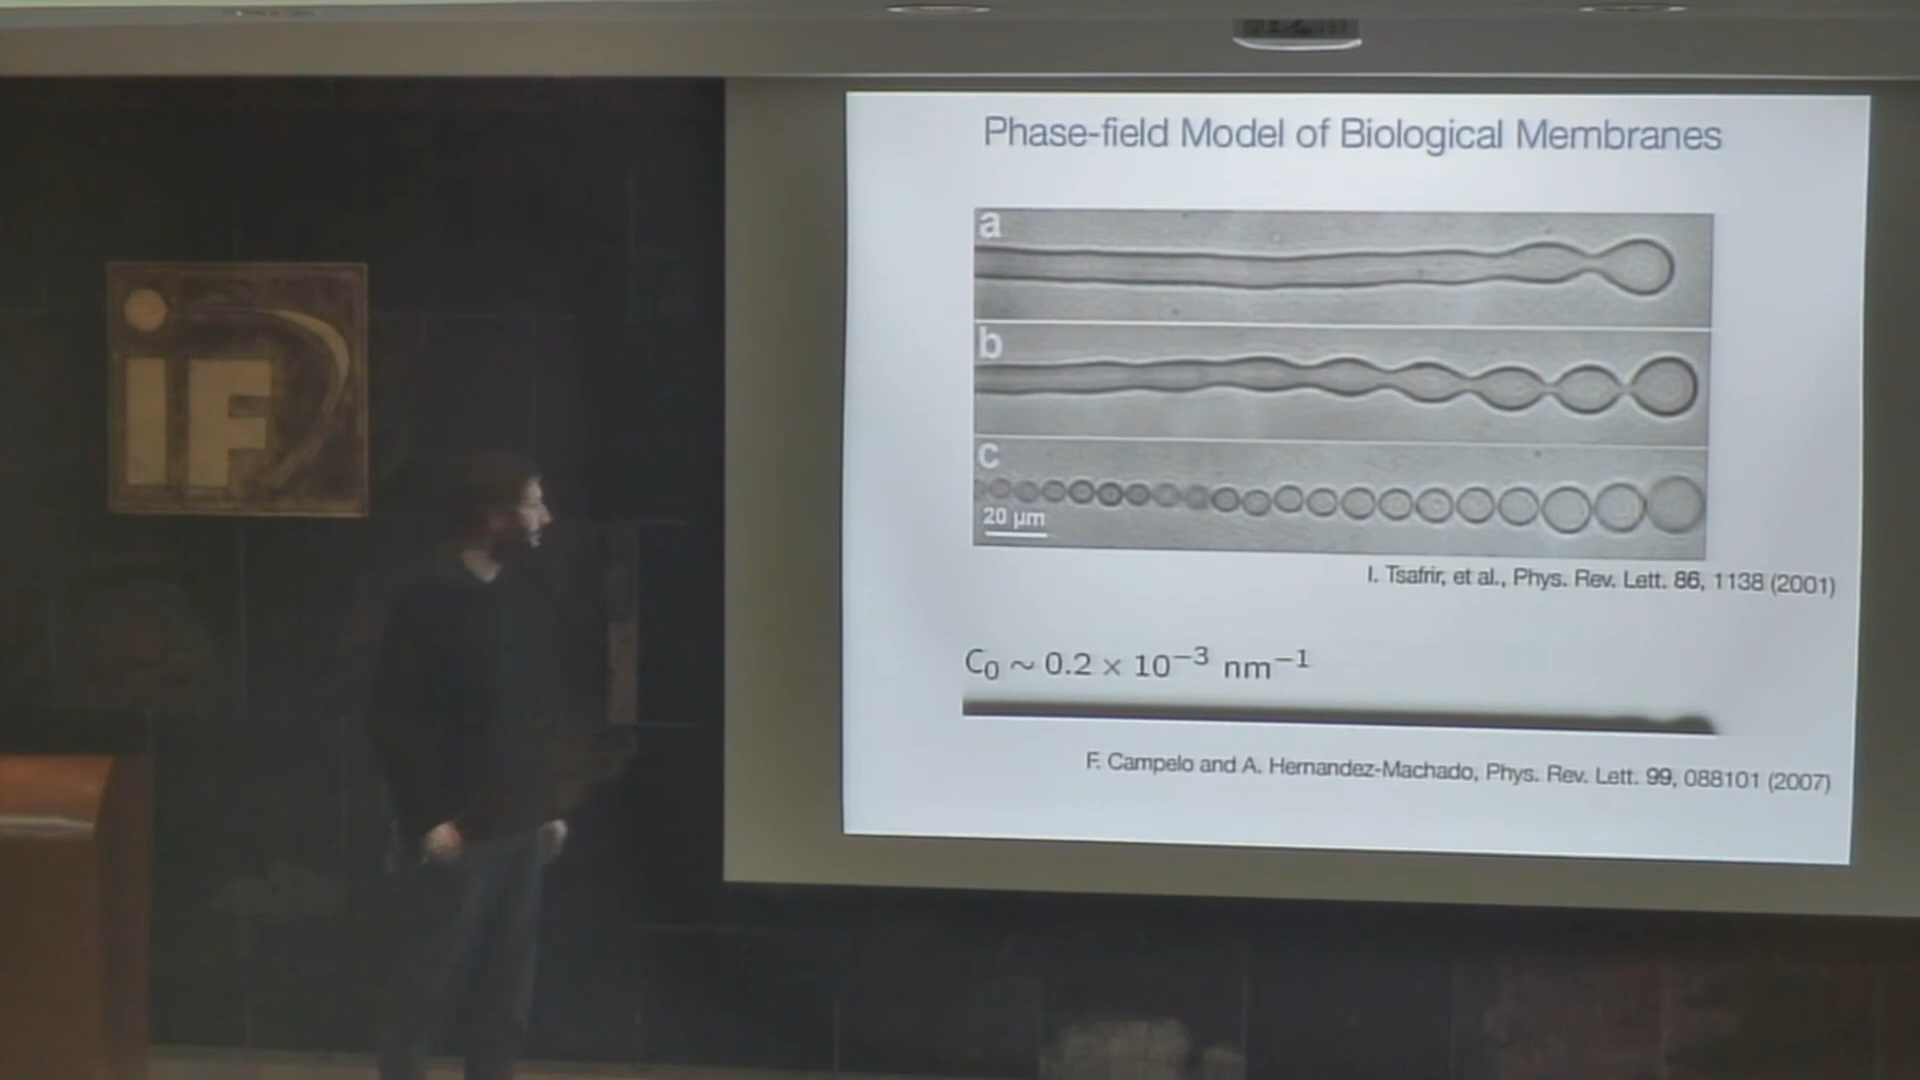 iF
Phase-field Model of Biological Membranes
a
b
c
20 µm
I. Tsafrir, et al., Phys. Rev. Lett. 86, 1138 (2001)
C₀ ~ 0.2 × 10⁻³ nm⁻¹
F. Campelo and A. Hernandez-Machado, Phys. Rev. Lett. 99, 088101 (2007)